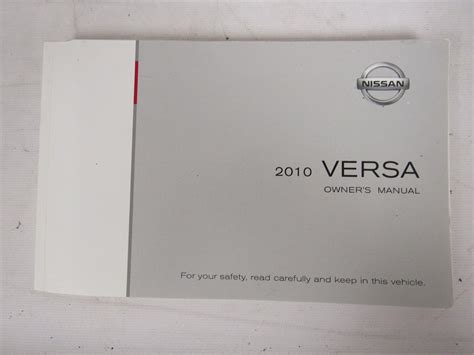 NISSAN
2010 VERSA
OWNER'S MANUAL
For your safety, read carefully and keep in this vehicle.